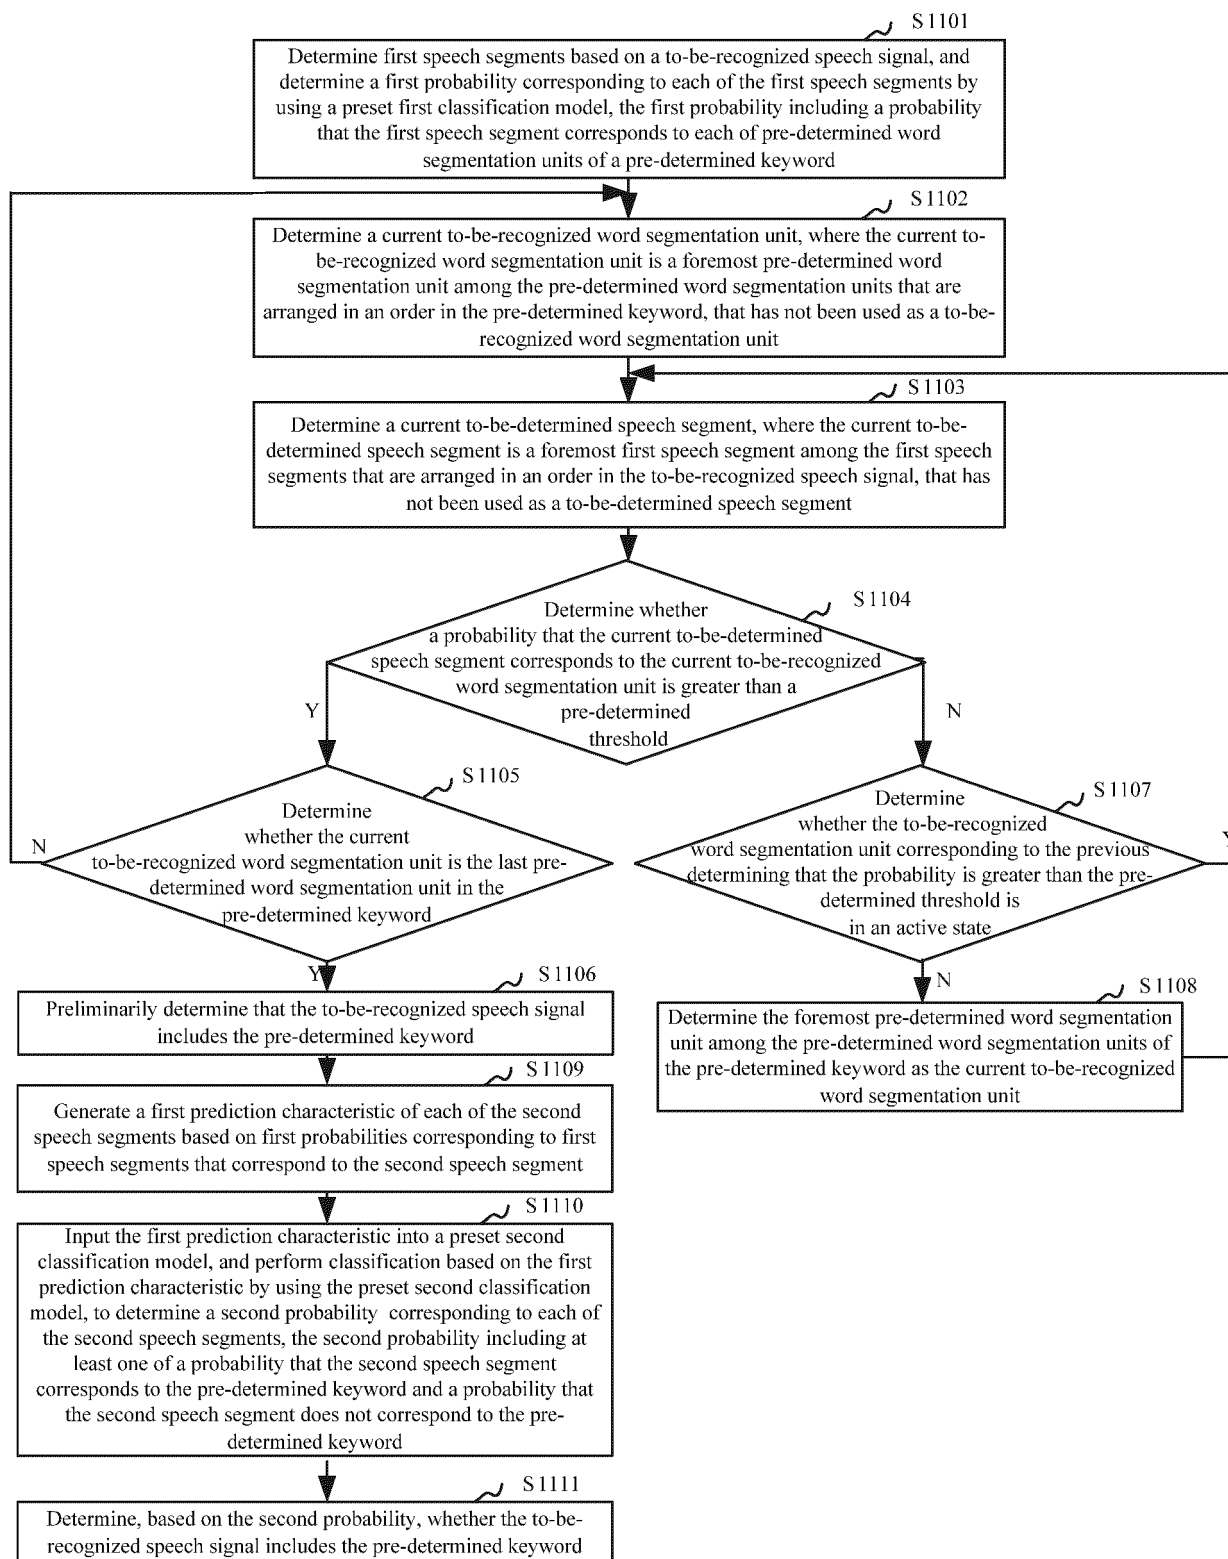 S1101
Determine first speech segments based on a to-be-recognized speech signal, and
determine a first probability corresponding to each of the first speech segments by
using a preset first classification model, the first probability including a probability
that the first speech segment corresponds to each of pre-determined word
segmentation units of a pre-determined keyword
S1102
Determine a current to-be-recognized word segmentation unit, where the current to-
be-recognized word segmentation unit is a foremost pre-determined word
segmentation unit among the pre-determined word segmentation units that are
arranged in an order in the pre-determined keyword, that has not been used as a to-be-
recognized word segmentation unit
S1103
Determine a current to-be-determined speech segment, where the current to-be-
determined speech segment is a foremost first speech segment among the first speech
segments that are arranged in an order in the to-be-recognized speech signal, that has
not been used as a to-be-determined speech segment
S1104
Determine whether
a probability that the current to-be-determined
speech segment corresponds to the current to-be-recognized
word segmentation unit is greater than a
pre-determined
threshold
Y
N
S1105
Determine
whether the current
to-be-recognized word segmentation unit is the last pre-
determined word segmentation unit in the
pre-determined keyword
N
Y
S1107
Determine
whether the to-be-recognized
word segmentation unit corresponding to the previous
determining that the probability is greater than the pre-
determined threshold is
in an active state
Y
N
S1106
Preliminarily determine that the to-be-recognized speech signal
includes the pre-determined keyword
S1108
Determine the foremost pre-determined word segmentation
unit among the pre-determined word segmentation units of
the pre-determined keyword as the current to-be-recognized
word segmentation unit
S1109
Generate a first prediction characteristic of each of the second
speech segments based on first probabilities corresponding to first
speech segments that correspond to the second speech segment
S1110
Input the first prediction characteristic into a preset second
classification model, and perform classification based on the first
prediction characteristic by using the preset second classification
model, to determine a second probability corresponding to each of
the second speech segments, the second probability including at
least one of a probability that the second speech segment
corresponds to the pre-determined keyword and a probability that
the second speech segment does not correspond to the pre-
determined keyword
S1111
Determine, based on the second probability, whether the to-be-
recognized speech signal includes the pre-determined keyword